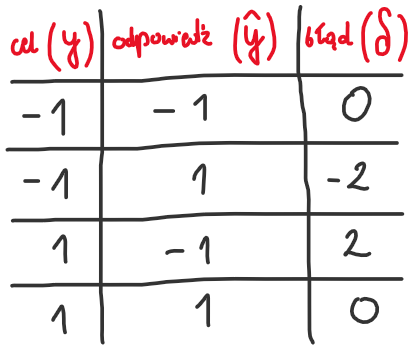 cel (y) odpowiedź (ŷ) błąd (δ)
-1 -1 0
-1 1 -2
1 -1 2
1 1 0